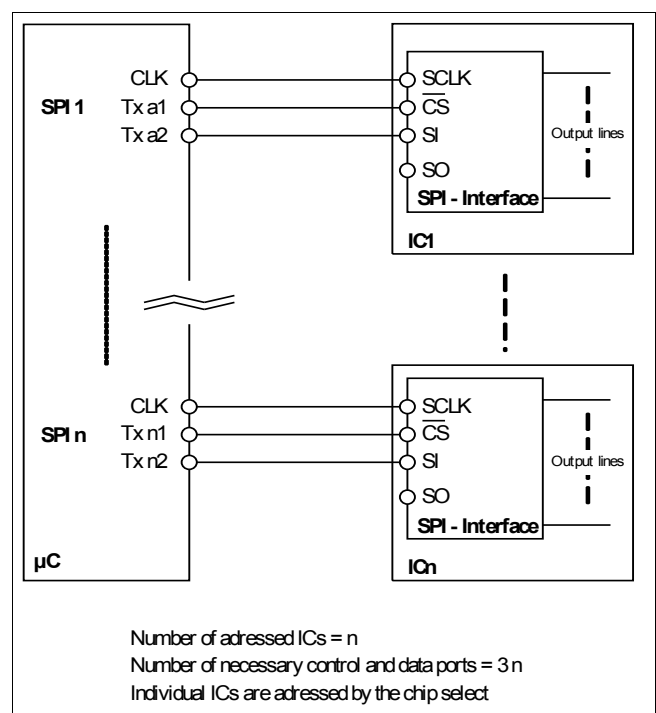 CLK
SPI 1
Tx a1
Tx a2
SCLK
CS
SI
SO
SPI - Interface
Output lines
IC1
CLK
SPI n
Tx n1
Tx n2
µC
SCLK
CS
SI
SO
SPI - Interface
Output lines
ICn
Number of adressed ICs = n
Number of necessary control and data ports = 3 n
Individual ICs are adressed by the chip select